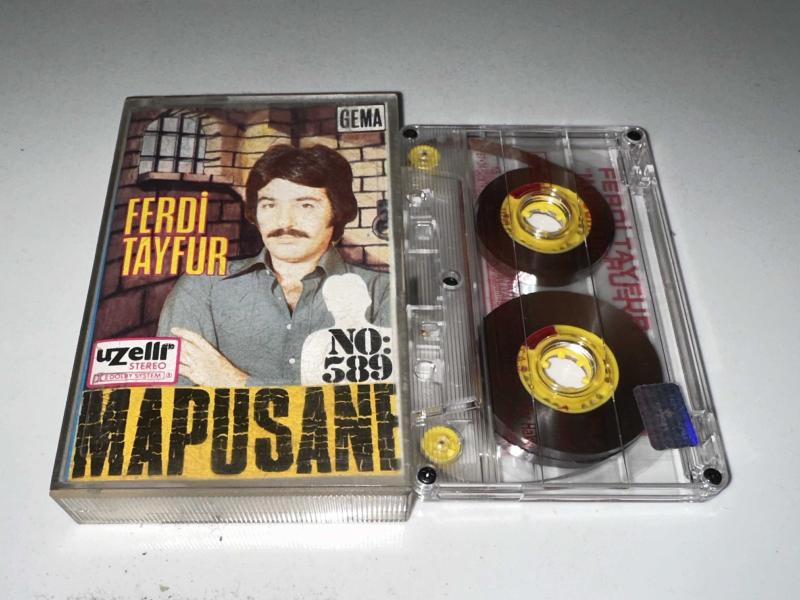 GEMA
FERDİ
TAYFUR
uzelli
STEREO
DOLBY SYSTEM
NO:
589
MAPUSANE
FERDİ TAYFUR